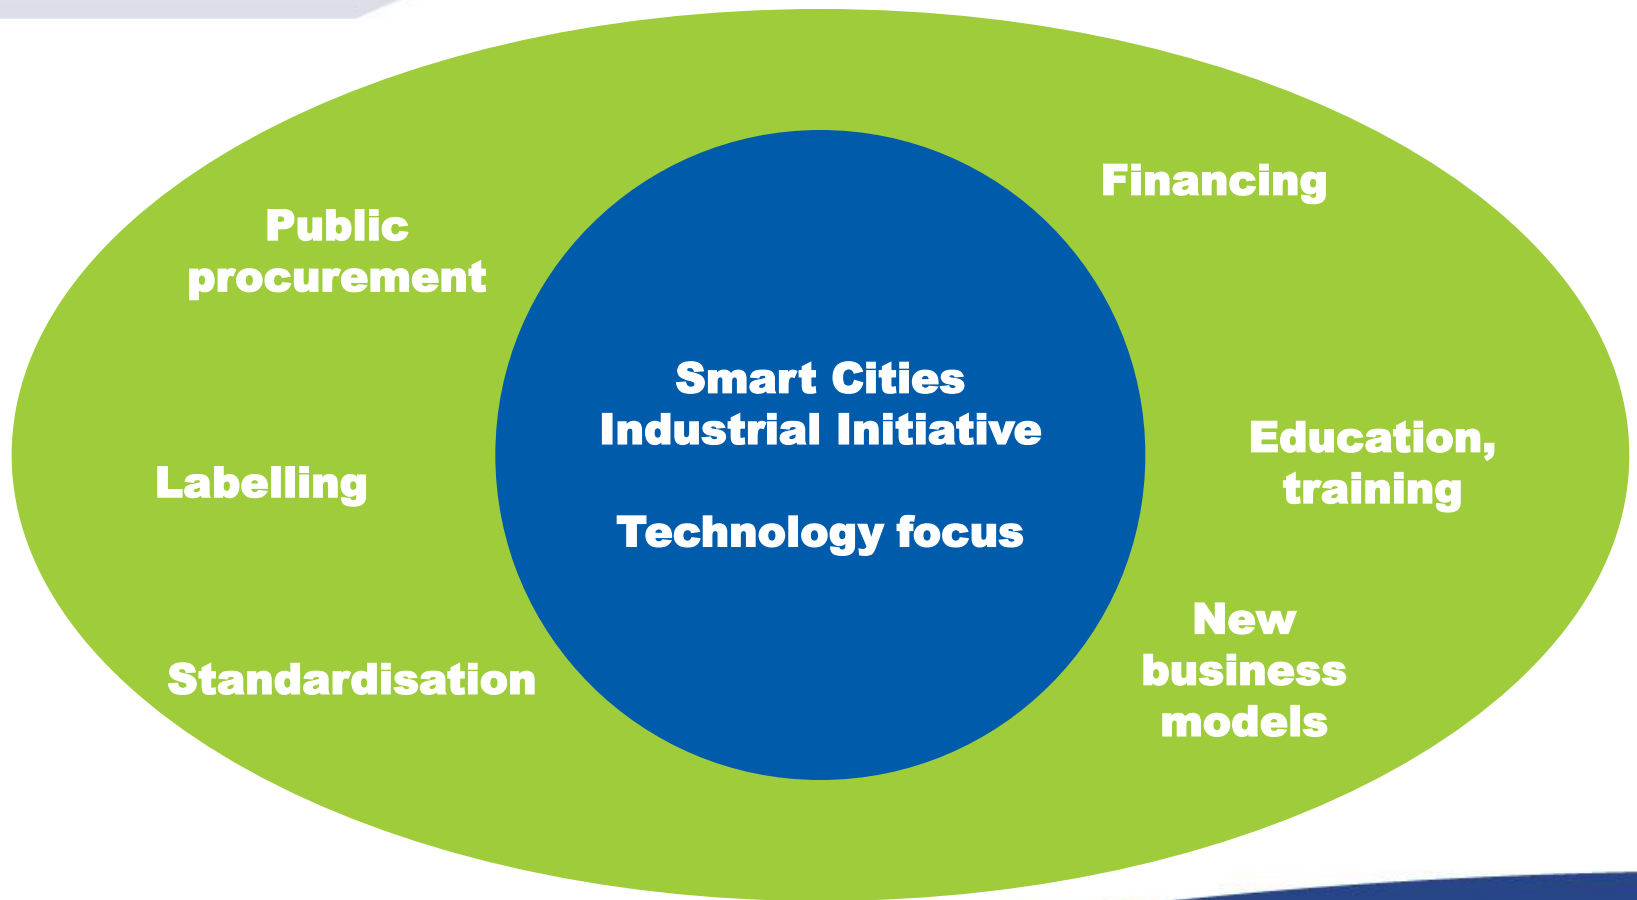 Public
procurement
Labelling
Standardisation
Smart Cities
Industrial Initiative
Technology focus
Financing
Education,
training
New
business
models